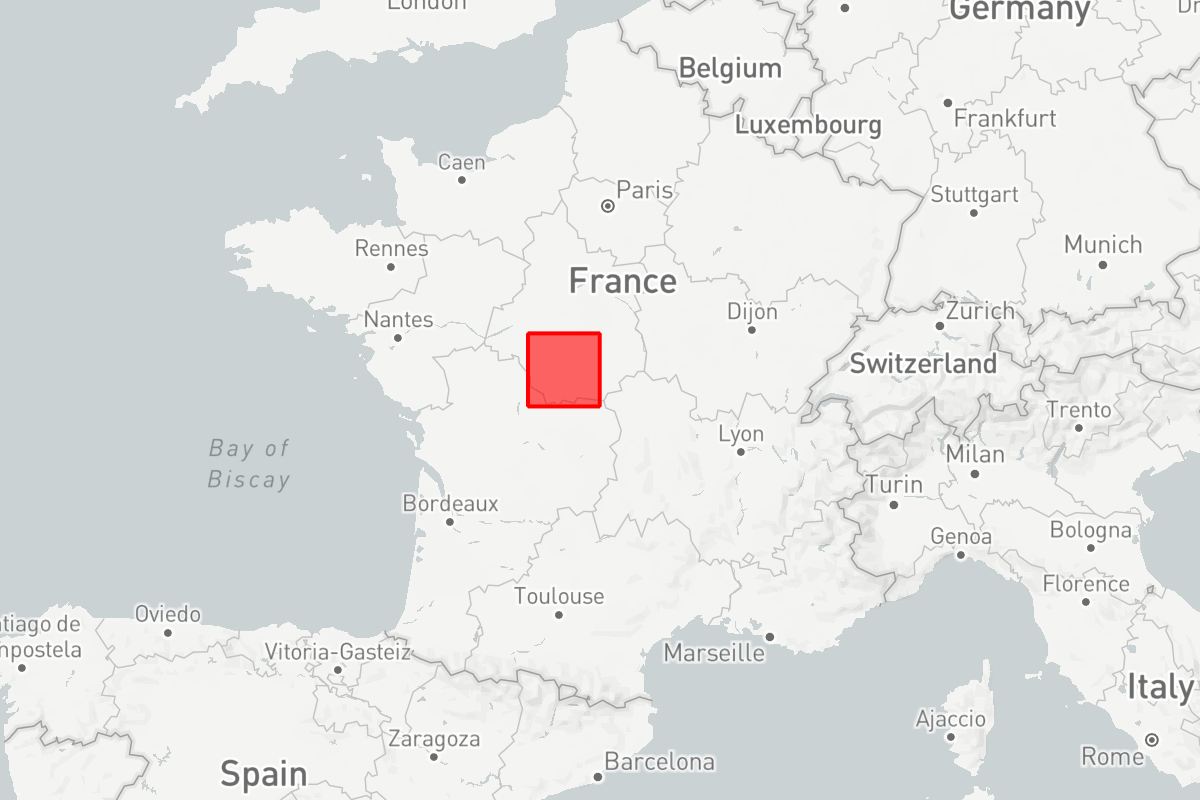 London
Germany
Dr
Belgium
Luxembourg
Frankfurt
Caen
Paris
Stuttgart
Rennes
Munich
France
Nantes
Dijon
Zurich
Switzerland
Trento
Bay of
Biscay
Lyon
Milan
Turin
Bordeaux
Genoa
Bologna
Toulouse
Florence
Oviedo
tiago de
mpostela
Vitoria-Gasteiz
Marseille
Italy
Ajaccio
Zaragoza
Rome
Spain
Barcelona